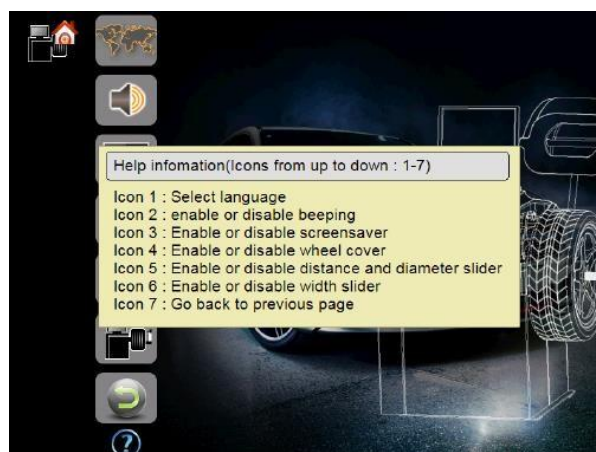 Help infomation(Icons from up to down : 1-7)
Icon 1 : Select language
Icon 2 : enable or disable beeping
Icon 3 : Enable or disable screensaver
Icon 4 : Enable or disable wheel cover
Icon 5 : Enable or disable distance and diameter slider
Icon 6 : Enable or disable width slider
Icon 7 : Go back to previous page
?